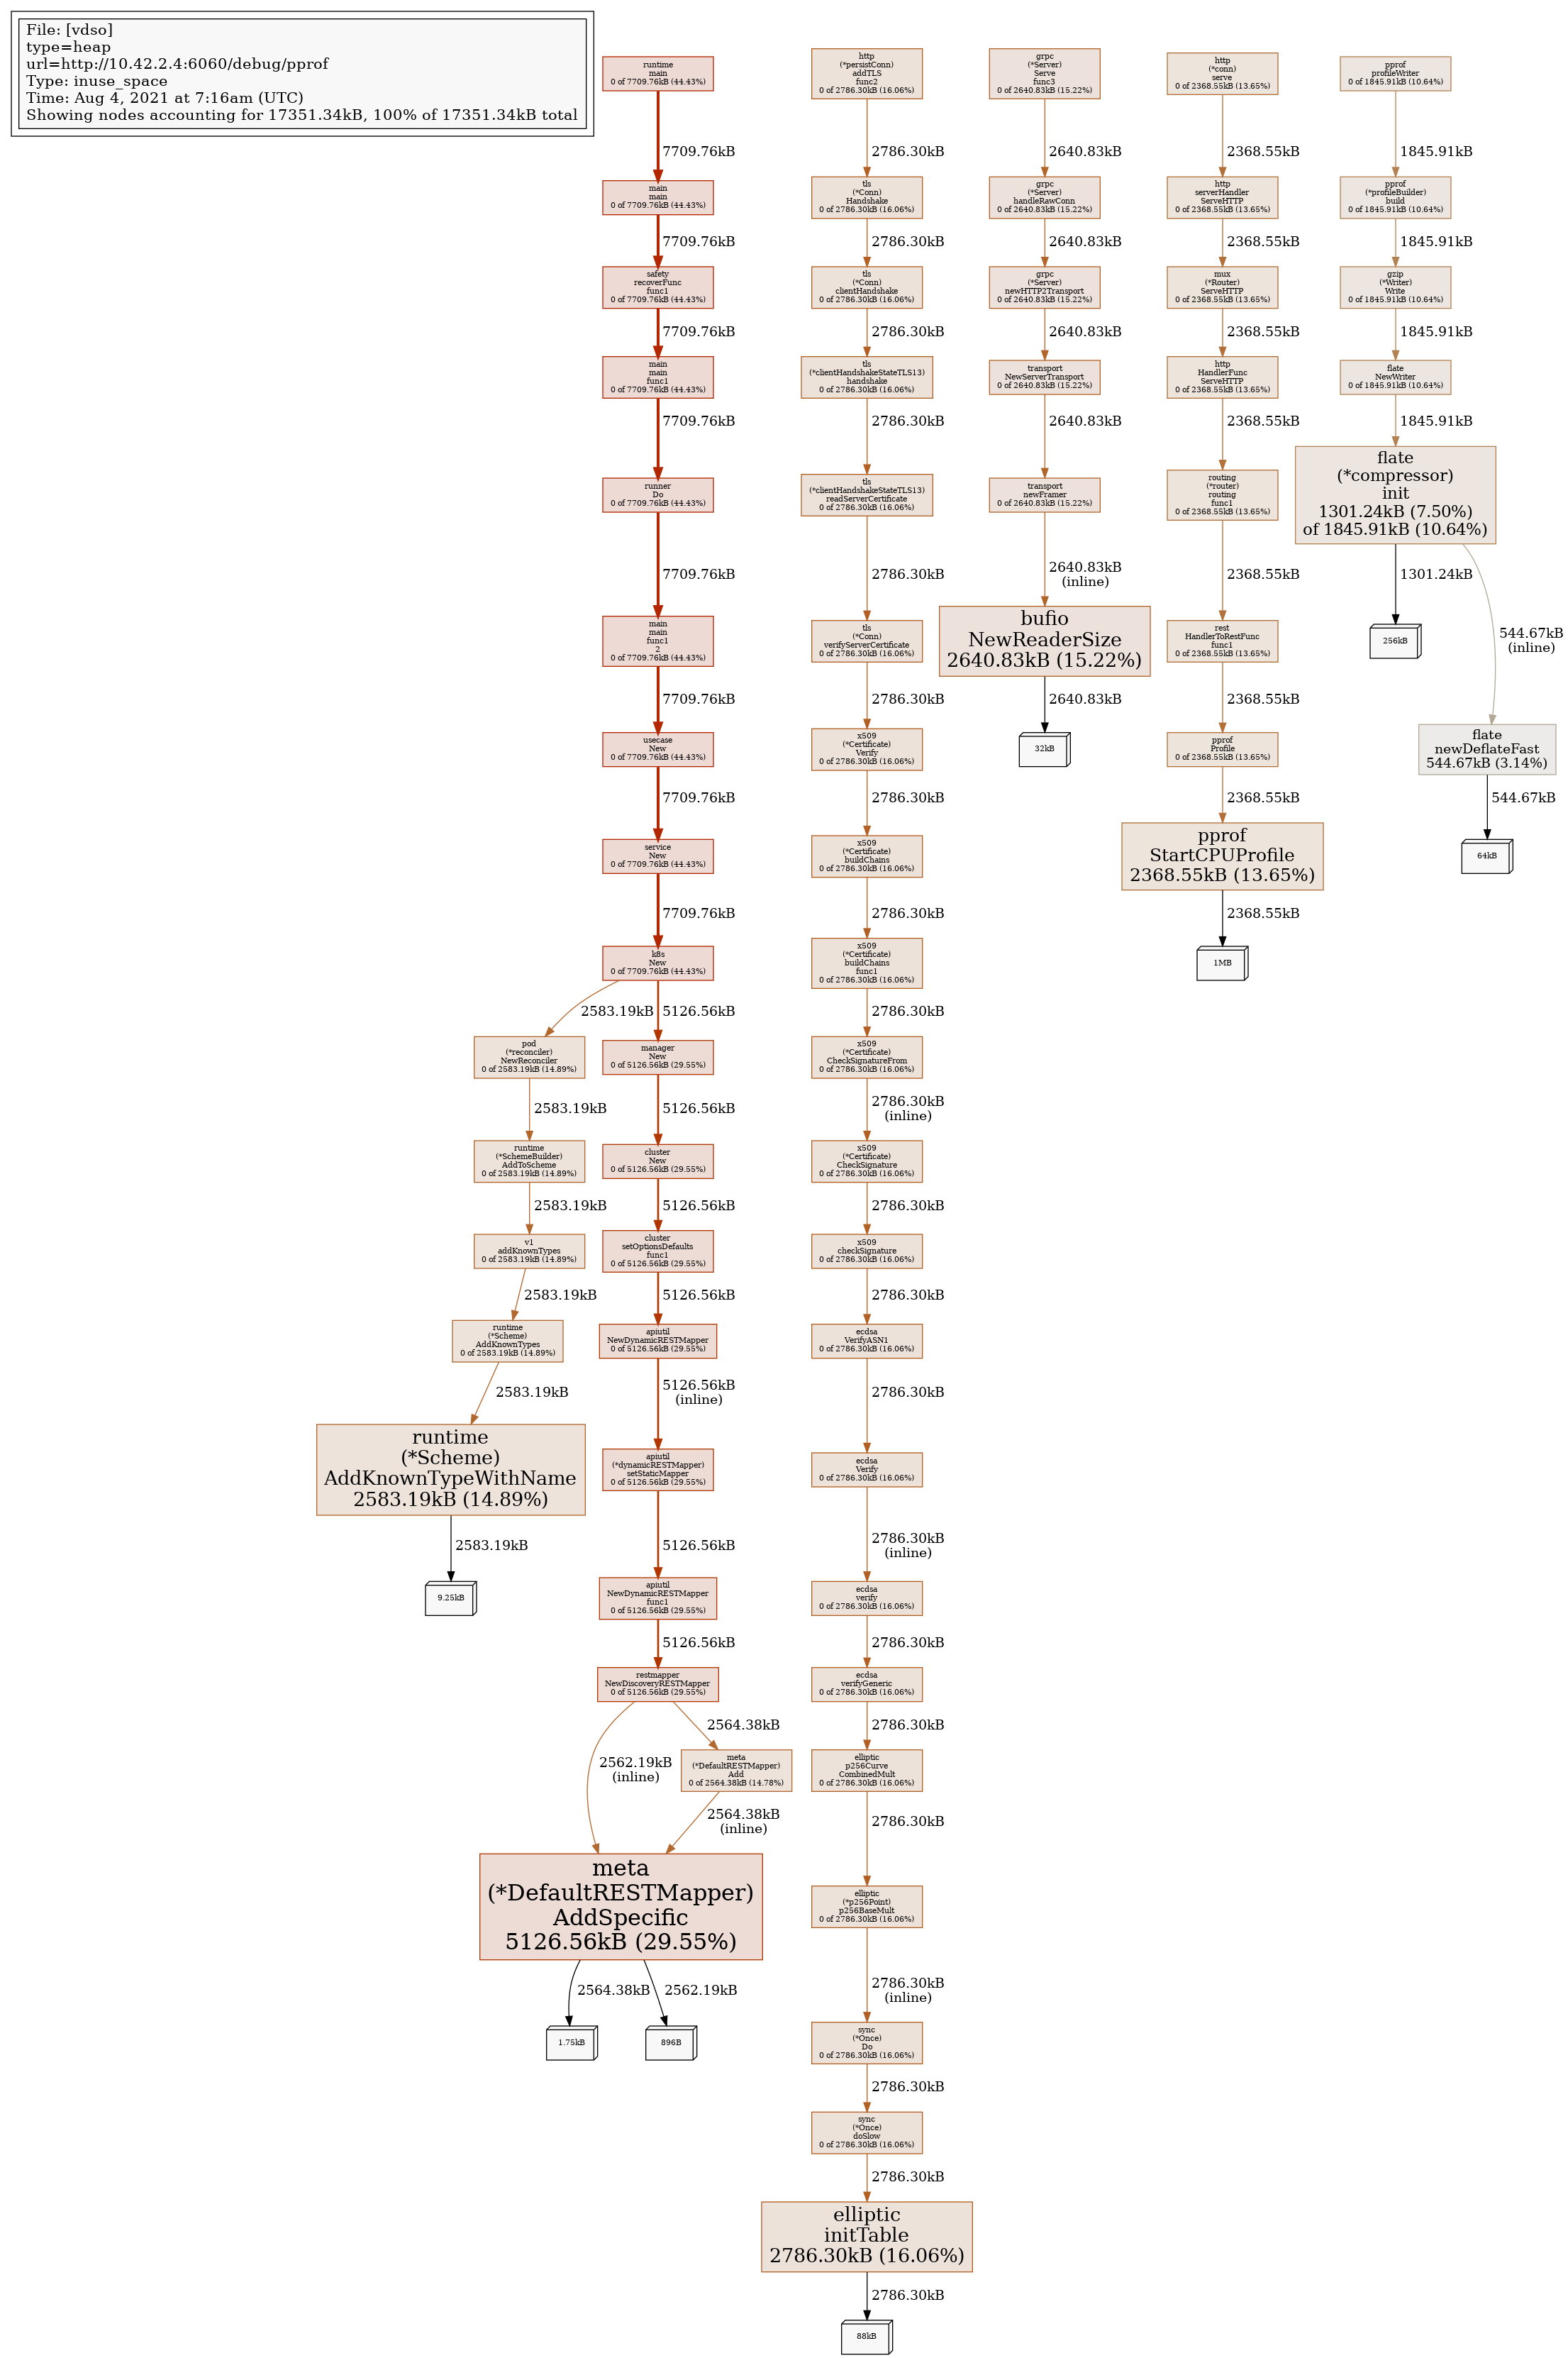 File: [vdso]
type=heap
url=http://10.42.2.4:6060/debug/pprof
Type: inuse_space
Time: Aug 4, 2021 at 7:16am (UTC)
Showing nodes accounting for 17351.34kB, 100% of 17351.34kB total
runtime
main
0 of 7709.76kB (44.43%)
7709.76kB
main
main
0 of 7709.76kB (44.43%)
7709.76kB
safety
recoverFunc
func1
0 of 7709.76kB (44.43%)
7709.76kB
main
main
func1
0 of 7709.76kB (44.43%)
7709.76kB
runner
Do
0 of 7709.76kB (44.43%)
7709.76kB
main
main
func1
2
0 of 7709.76kB (44.43%)
7709.76kB
usecase
New
0 of 7709.76kB (44.43%)
7709.76kB
service
New
0 of 7709.76kB (44.43%)
7709.76kB
k8s
New
0 of 7709.76kB (44.43%)
2583.19kB
5126.56kB
pod
(*reconciler)
NewReconciler
0 of 2583.19kB (14.89%)
2583.19kB
runtime
(*SchemeBuilder)
AddToScheme
0 of 2583.19kB (14.89%)
2583.19kB
v1
addKnownTypes
0 of 2583.19kB (14.89%)
2583.19kB
runtime
(*Scheme)
AddKnownTypes
0 of 2583.19kB (14.89%)
2583.19kB
runtime
(*Scheme)
AddKnownTypeWithName
2583.19kB (14.89%)
2583.19kB
9.25kB
manager
New
0 of 5126.56kB (29.55%)
5126.56kB
cluster
New
0 of 5126.56kB (29.55%)
5126.56kB
cluster
setOptionsDefaults
func1
0 of 5126.56kB (29.55%)
5126.56kB
apiutil
NewDynamicRESTMapper
0 of 5126.56kB (29.55%)
5126.56kB
(inline)
apiutil
(*dynamicRESTMapper)
setStaticMapper
0 of 5126.56kB (29.55%)
5126.56kB
apiutil
NewDynamicRESTMapper
func1
0 of 5126.56kB (29.55%)
5126.56kB
restmapper
NewDiscoveryRESTMapper
0 of 5126.56kB (29.55%)
2562.19kB
(inline)
2564.38kB
meta
(*DefaultRESTMapper)
Add
0 of 2564.38kB (14.78%)
2564.38kB
(inline)
meta
(*DefaultRESTMapper)
AddSpecific
5126.56kB (29.55%)
2564.38kB
2562.19kB
1.75kB
896B
http
(*persistConn)
addTLS
func2
0 of 2786.30kB (16.06%)
2786.30kB
tls
(*Conn)
Handshake
0 of 2786.30kB (16.06%)
2786.30kB
tls
(*Conn)
clientHandshake
0 of 2786.30kB (16.06%)
2786.30kB
tls
(*clientHandshakeStateTLS13)
handshake
0 of 2786.30kB (16.06%)
2786.30kB
tls
(*clientHandshakeStateTLS13)
readServerCertificate
0 of 2786.30kB (16.06%)
2786.30kB
tls
(*Conn)
verifyServerCertificate
0 of 2786.30kB (16.06%)
2786.30kB
x509
(*Certificate)
Verify
0 of 2786.30kB (16.06%)
2786.30kB
x509
(*Certificate)
buildChains
0 of 2786.30kB (16.06%)
2786.30kB
x509
(*Certificate)
buildChains
func1
0 of 2786.30kB (16.06%)
2786.30kB
x509
(*Certificate)
CheckSignatureFrom
0 of 2786.30kB (16.06%)
2786.30kB
(inline)
x509
(*Certificate)
CheckSignature
0 of 2786.30kB (16.06%)
2786.30kB
x509
checkSignature
0 of 2786.30kB (16.06%)
2786.30kB
ecdsa
VerifyASN1
0 of 2786.30kB (16.06%)
2786.30kB
ecdsa
Verify
0 of 2786.30kB (16.06%)
2786.30kB
(inline)
ecdsa
verify
0 of 2786.30kB (16.06%)
2786.30kB
ecdsa
verifyGeneric
0 of 2786.30kB (16.06%)
2786.30kB
elliptic
p256Curve
CombinedMult
0 of 2786.30kB (16.06%)
2786.30kB
elliptic
(*p256Point)
p256BaseMult
0 of 2786.30kB (16.06%)
2786.30kB
(inline)
sync
(*Once)
Do
0 of 2786.30kB (16.06%)
2786.30kB
sync
(*Once)
doSlow
0 of 2786.30kB (16.06%)
2786.30kB
elliptic
initTable
2786.30kB (16.06%)
2786.30kB
88kB
grpc
(*Server)
Serve
func3
0 of 2640.83kB (15.22%)
2640.83kB
grpc
(*Server)
handleRawConn
0 of 2640.83kB (15.22%)
2640.83kB
grpc
(*Server)
newHTTP2Transport
0 of 2640.83kB (15.22%)
2640.83kB
transport
NewServerTransport
0 of 2640.83kB (15.22%)
2640.83kB
transport
newFramer
0 of 2640.83kB (15.22%)
2640.83kB
(inline)
bufio
NewReaderSize
2640.83kB (15.22%)
2640.83kB
32kB
http
(*conn)
serve
0 of 2368.55kB (13.65%)
2368.55kB
http
serverHandler
ServeHTTP
0 of 2368.55kB (13.65%)
2368.55kB
mux
(*Router)
ServeHTTP
0 of 2368.55kB (13.65%)
2368.55kB
http
HandlerFunc
ServeHTTP
0 of 2368.55kB (13.65%)
2368.55kB
routing
(*router)
routing
func1
0 of 2368.55kB (13.65%)
2368.55kB
rest
HandlerToRestFunc
func1
0 of 2368.55kB (13.65%)
2368.55kB
pprof
Profile
0 of 2368.55kB (13.65%)
2368.55kB
pprof
StartCPUProfile
2368.55kB (13.65%)
2368.55kB
1MB
pprof
profileWriter
0 of 1845.91kB (10.64%)
1845.91kB
pprof
(*profileBuilder)
build
0 of 1845.91kB (10.64%)
1845.91kB
gzip
(*Writer)
Write
0 of 1845.91kB (10.64%)
1845.91kB
flate
NewWriter
0 of 1845.91kB (10.64%)
1845.91kB
flate
(*compressor)
init
1301.24kB (7.50%)
of 1845.91kB (10.64%)
1301.24kB
256kB
544.67kB
(inline)
flate
newDeflateFast
544.67kB (3.14%)
544.67kB
64kB